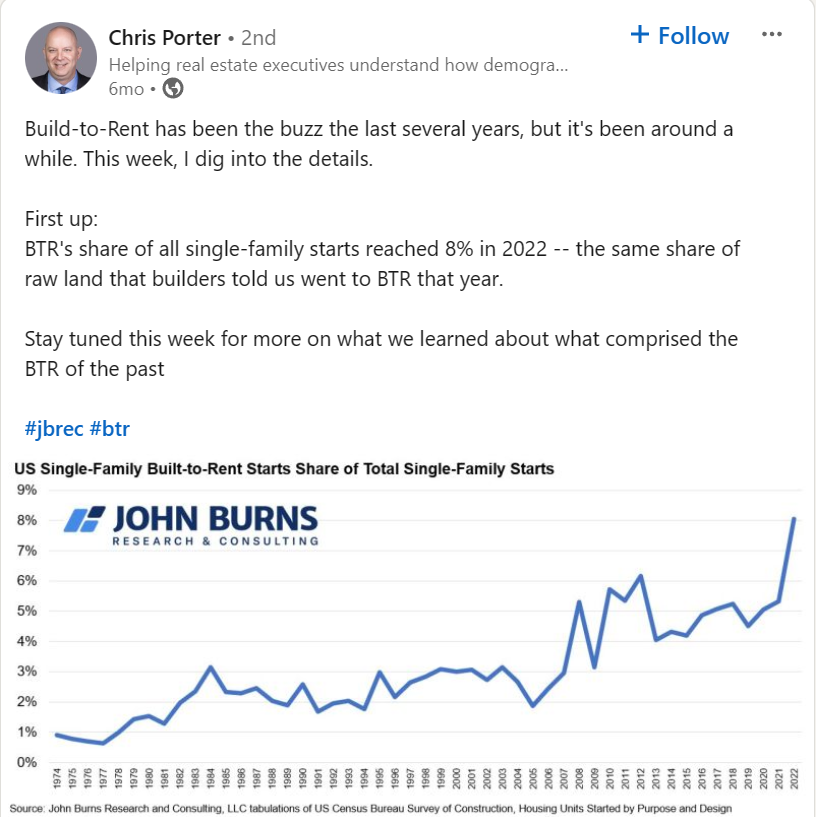 Chris Porter • 2nd
+ Follow
Helping real estate executives understand how demogra...
6mo •
Build-to-Rent has been the buzz the last several years, but it's been around a
while. This week, I dig into the details.
First up:
BTR's share of all single-family starts reached 8% in 2022 -- the same share of
raw land that builders told us went to BTR that year.
Stay tuned this week for more on what we learned about what comprised the
BTR of the past
#jbrec #btr
US Single-Family Built-to-Rent Starts Share of Total Single-Family Starts
9%
JOHN BURNS
RESEARCH & CONSULTING
8%
7%
6%
5%
4%
3%
2%
1%
0%
1974 1975 1976 1977 1978 1979 1980 1981 1982 1983 1984 1985 1986 1987 1988 1989 1990 1991 1992 1993 1994 1995 1996 1997 1998 1999 2000 2001 2002 2003 2004 2005 2006 2007 2008 2009 2010 2011 2012 2013 2014 2015 2016 2017 2018 2019 2020 2021 2022
Source: John Burns Research and Consulting, LLC tabulations of US Census Bureau Survey of Construction, Housing Units Started by Purpose and Design